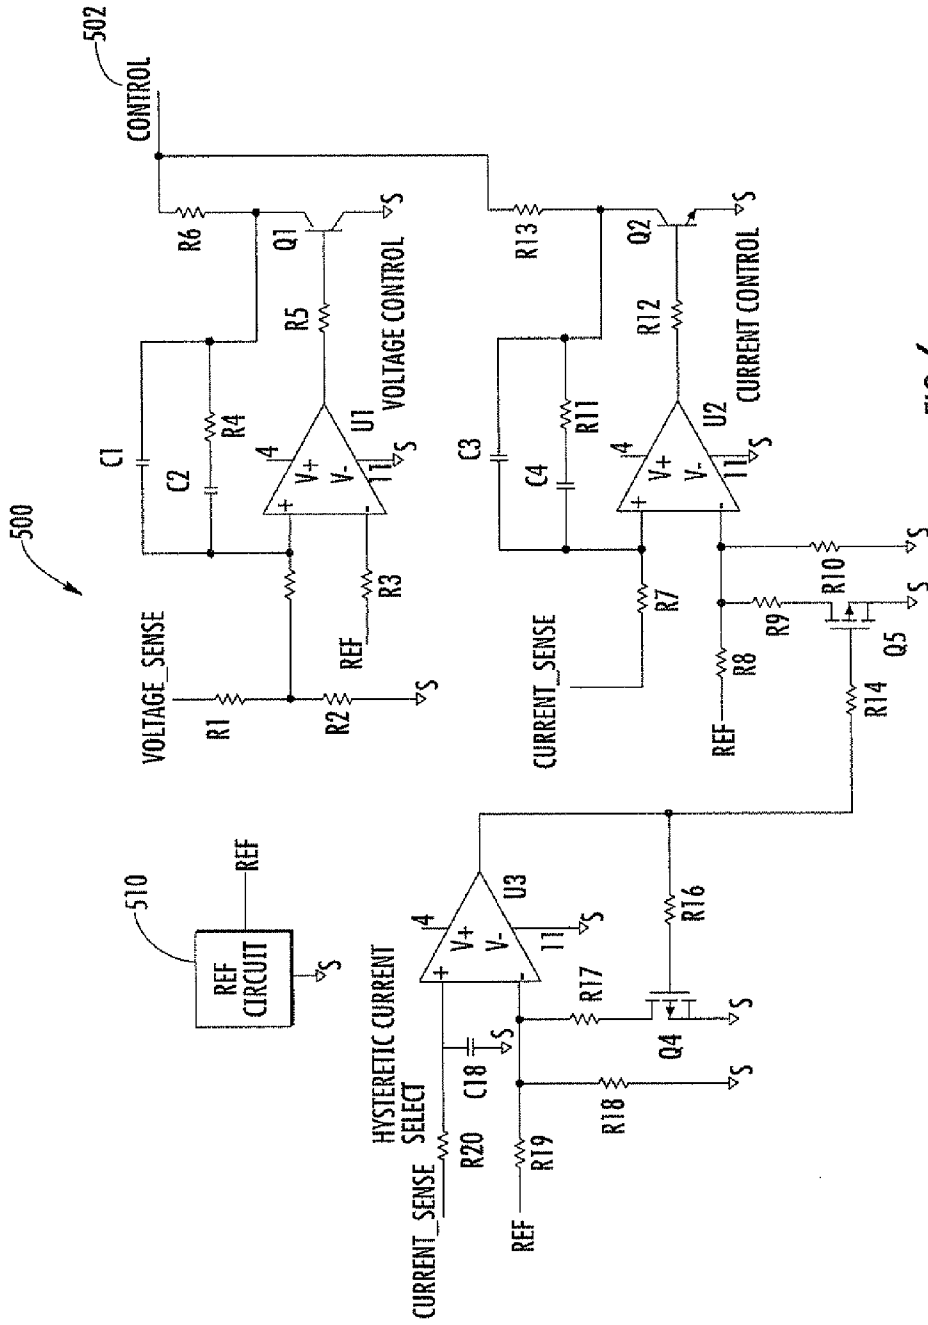 500
502
CONTROL
VOLTAGE_SENSE
R1
R2
S
C1
C2
R4
R6
+
-
4
V+
V-
11
S
U1
R3
REF
R5
Q1
S
VOLTAGE CONTROL
510
REF
CIRCUIT
REF
S
CURRENT_SENSE
R7
C3
C4
R11
R13
+
-
4
V+
V-
11
S
U2
R12
Q2
S
CURRENT CONTROL
REF
R8
R9
R10
S
Q5
S
R14
HYSTERETIC CURRENT
SELECT
CURRENT_SENSE
R20
C18
S
+
-
4
V+
V-
11
S
U3
REF
R19
R18
S
R17
Q4
S
R16